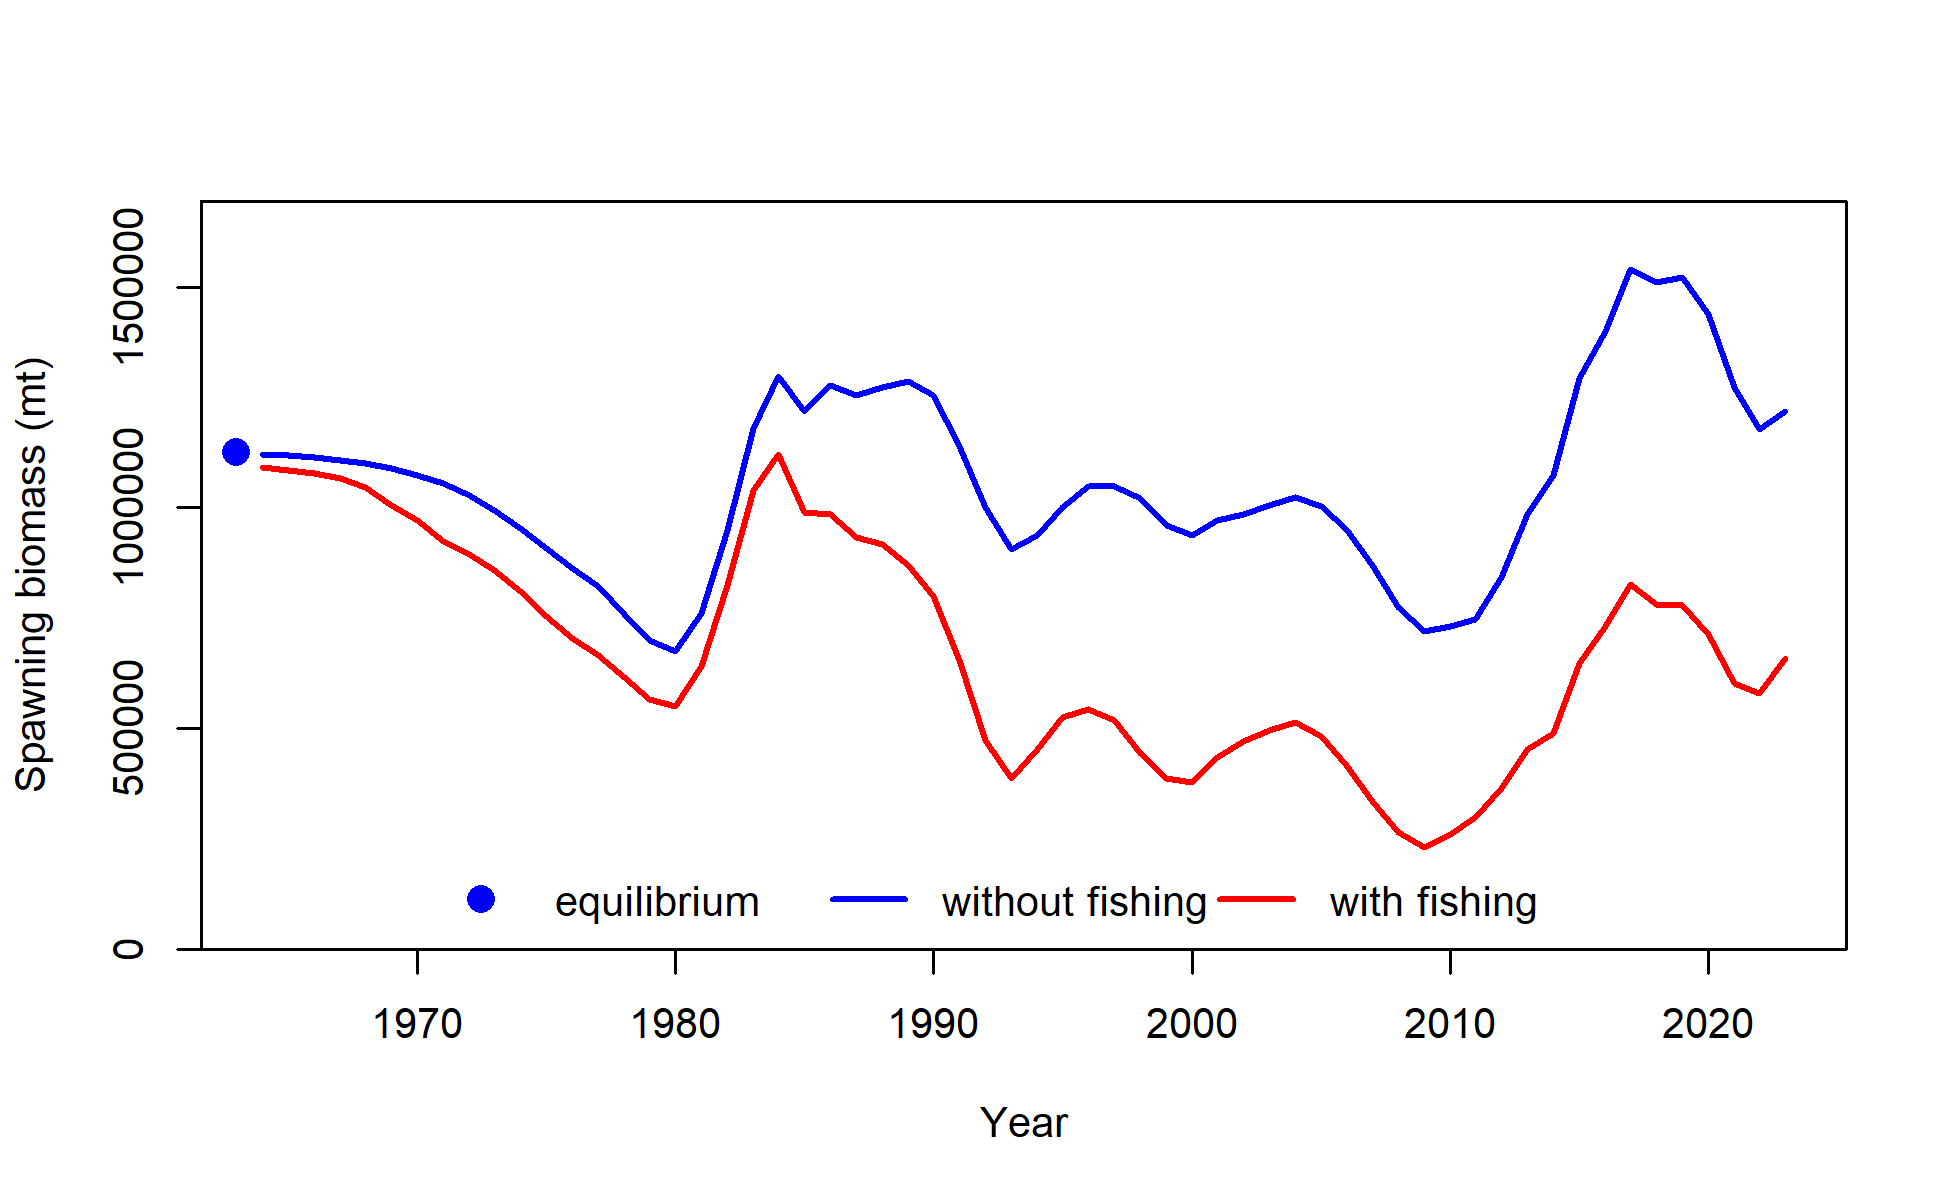 Spawning biomass (mt)
1500000
1000000
500000
0
equilibrium without fishing with fishing
1970 1980 1990 2000 2010 2020
Year